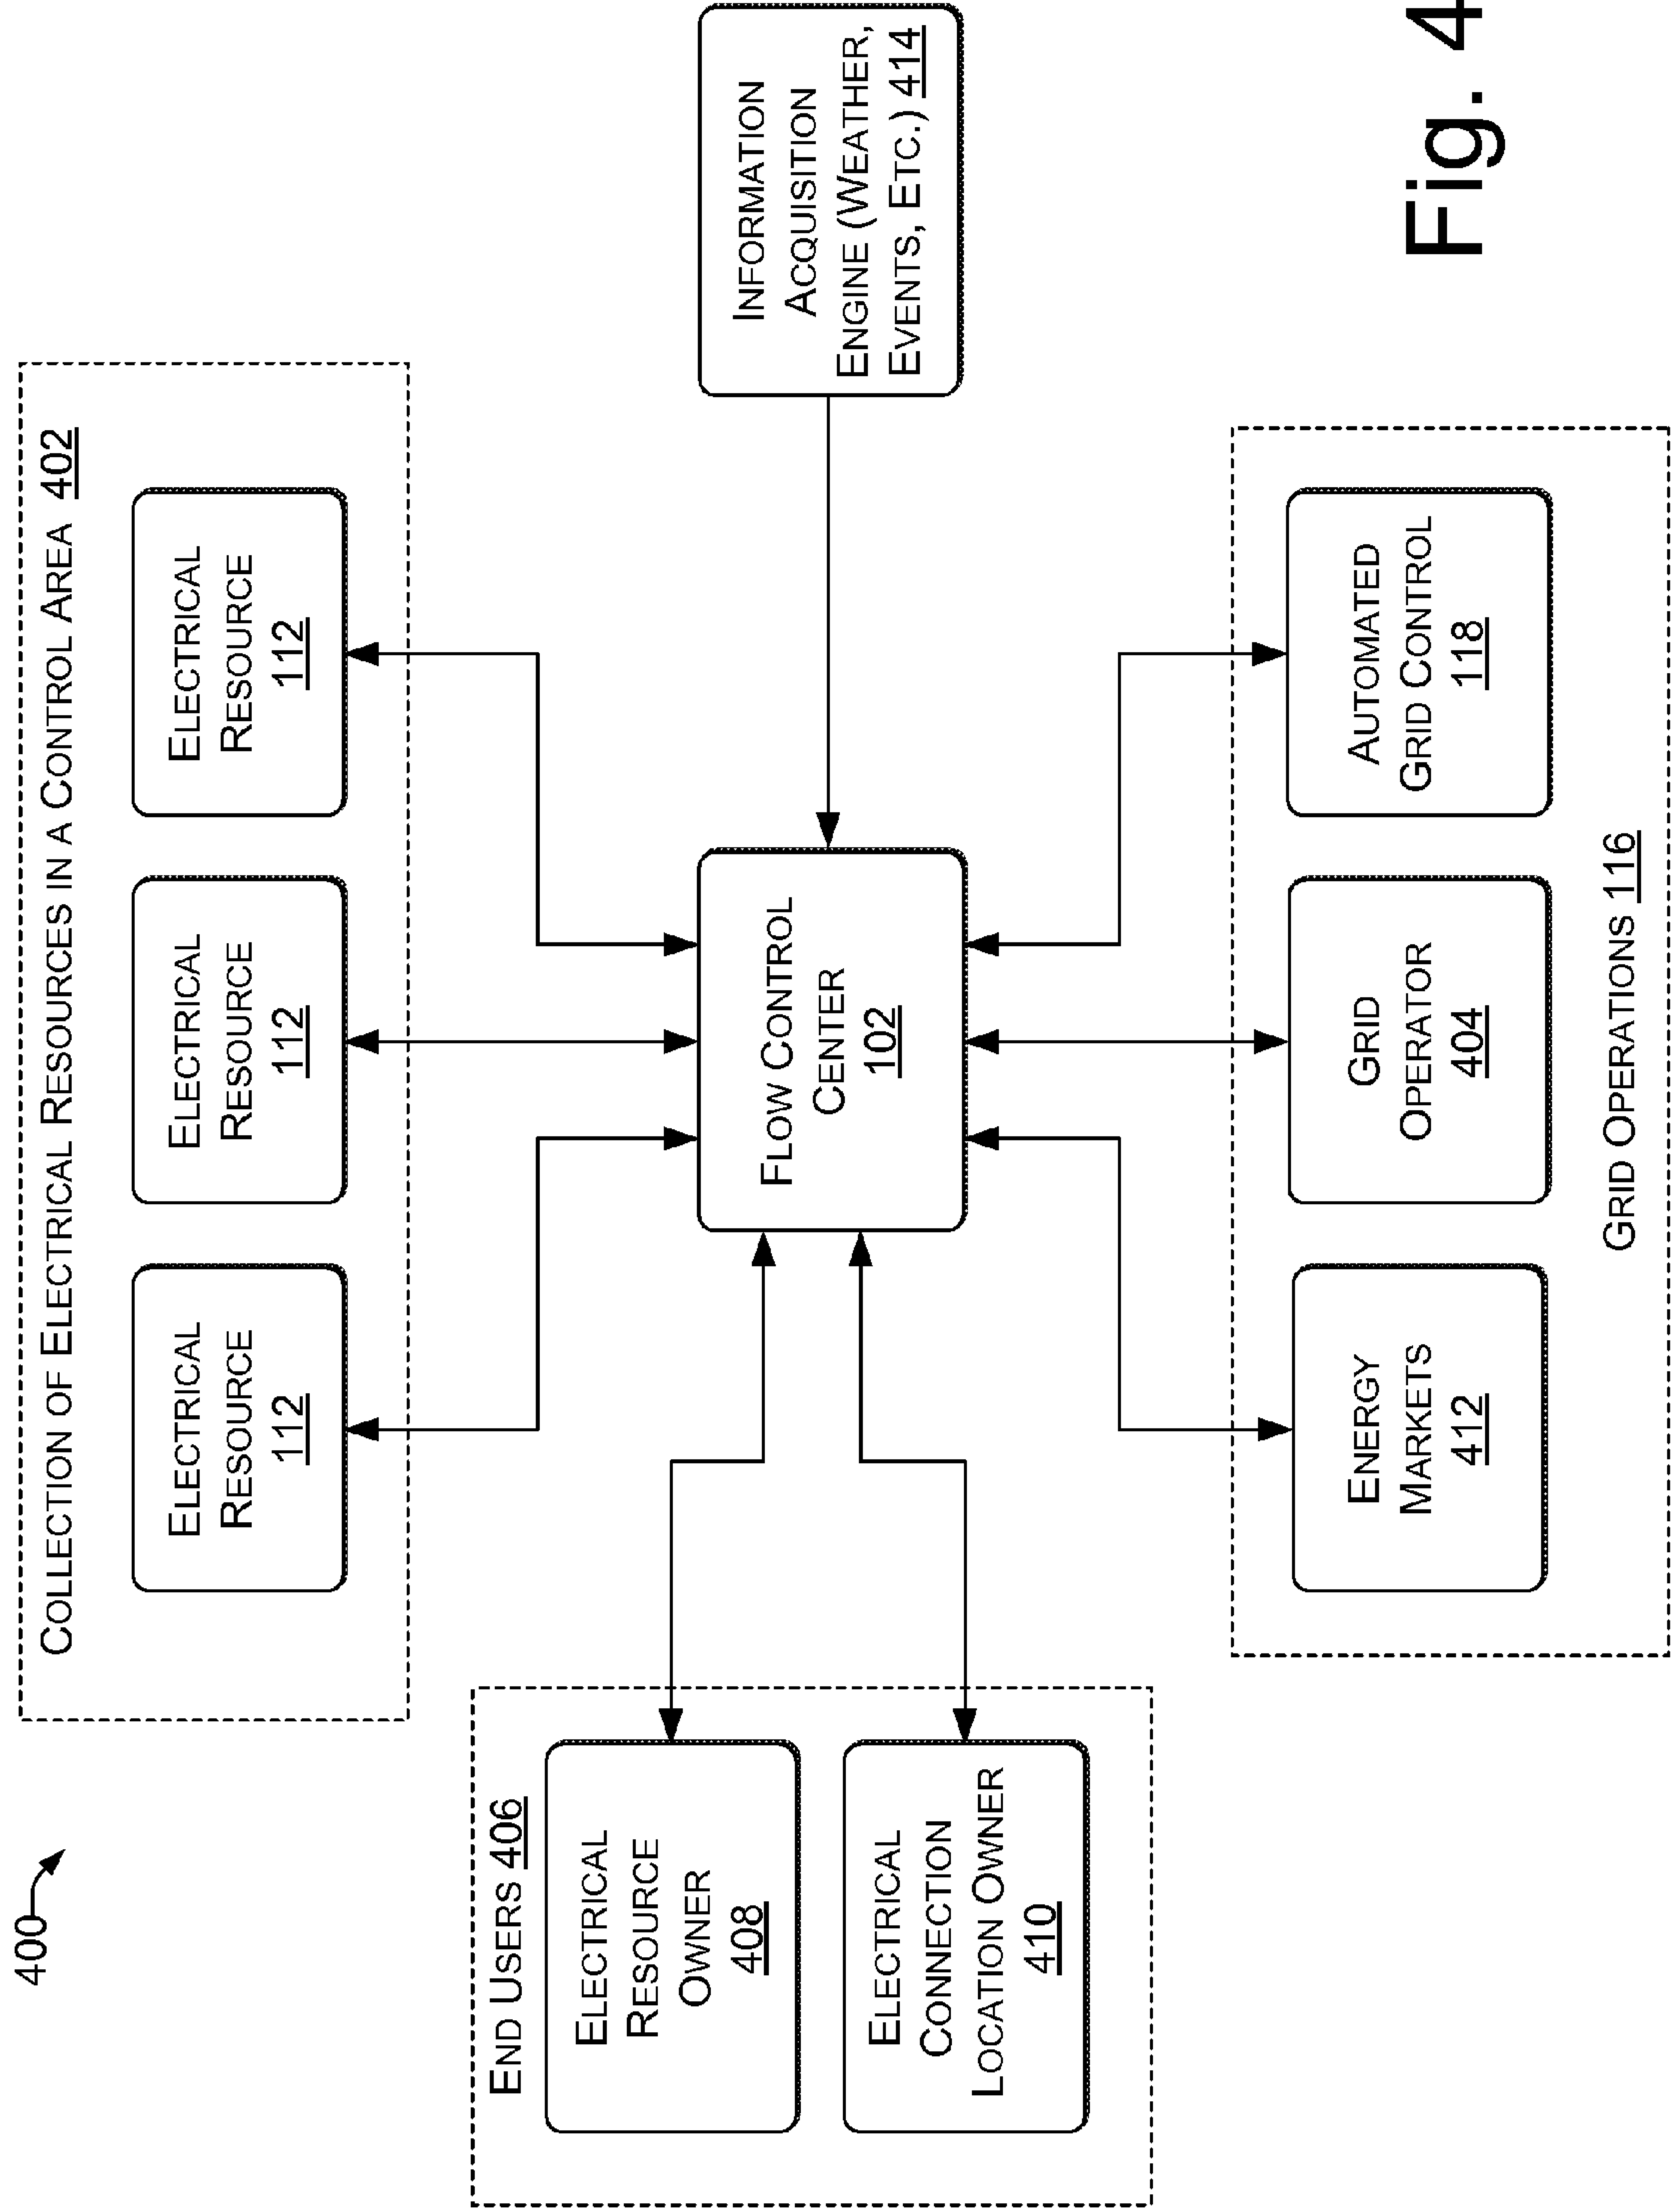 400
COLLECTION OF ELECTRICAL RESOURCES IN A CONTROL AREA 402
ELECTRICAL
RESOURCE
112
ELECTRICAL
RESOURCE
112
ELECTRICAL
RESOURCE
112
END USERS 406
ELECTRICAL
RESOURCE
OWNER
408
ELECTRICAL
CONNECTION
LOCATION OWNER
410
FLOW CONTROL
CENTER
102
INFORMATION
ACQUISITION
ENGINE (WEATHER,
EVENTS, ETC.) 414
ENERGY
MARKETS
412
GRID
OPERATOR
404
AUTOMATED
GRID CONTROL
118
GRID OPERATIONS 116
Fig. 4